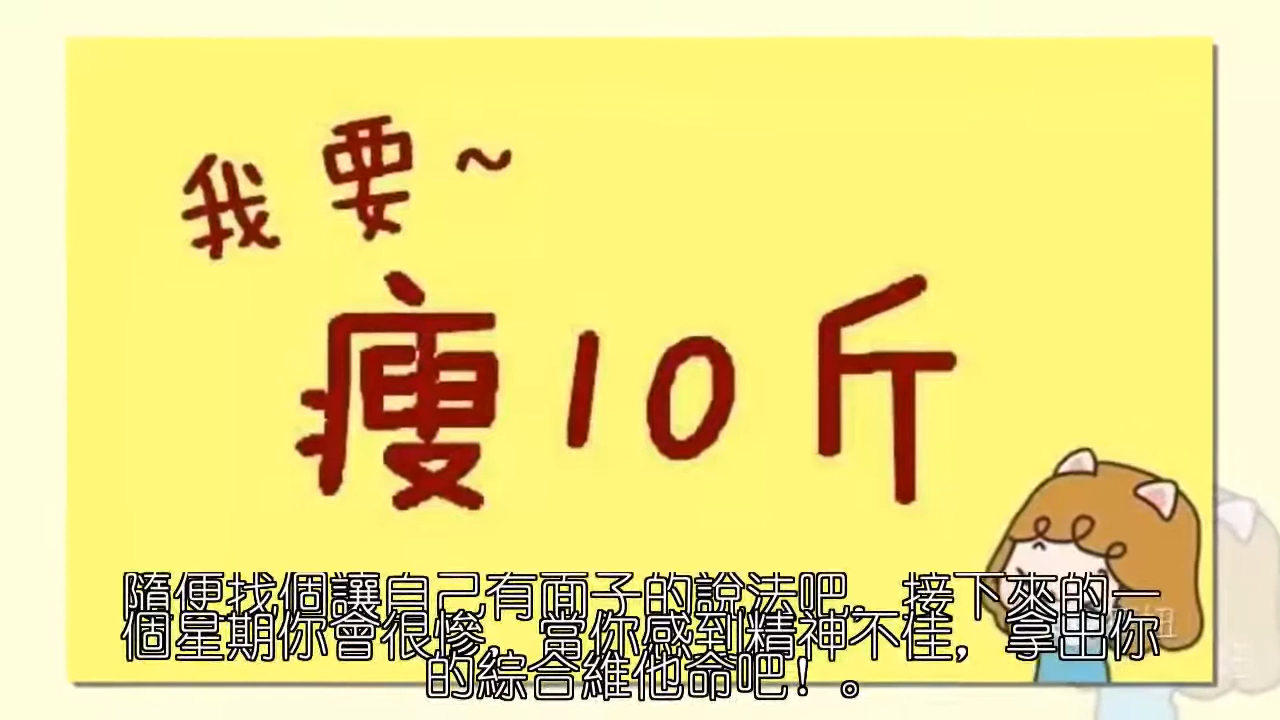 我要~
瘦10斤
隨便找個讓自己有面子的說法吧。接下來的一
個星期你會很慘，當你感到精神不佳，拿出你
的綜合維他命吧！。